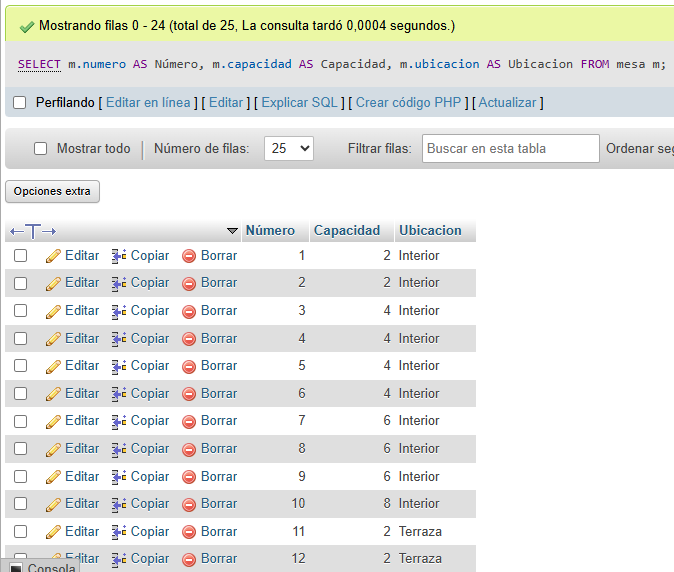 Mostrando filas 0 - 24 (total de 25, La consulta tardó 0,0004 segundos.)
SELECT m.numero AS Número, m.capacidad AS Capacidad, m.ubicacion AS Ubicacion FROM mesa m;
Perfilando [ Editar en línea ] [ Editar ] [ Explicar SQL ] [ Crear código PHP ] [ Actualizar ]
Mostrar todo | Número de filas: 25 Filtrar filas: Buscar en esta tabla Ordenar seg
Opciones extra
Número Capacidad Ubicacion
Editar Copiar Borrar 1 2 Interior
Editar Copiar Borrar 2 2 Interior
Editar Copiar Borrar 3 4 Interior
Editar Copiar Borrar 4 4 Interior
Editar Copiar Borrar 5 4 Interior
Editar Copiar Borrar 6 4 Interior
Editar Copiar Borrar 7 6 Interior
Editar Copiar Borrar 8 6 Interior
Editar Copiar Borrar 9 6 Interior
Editar Copiar Borrar 10 8 Interior
Editar Copiar Borrar 11 2 Terraza
Editar Copiar Borrar 12 2 Terraza
Consola